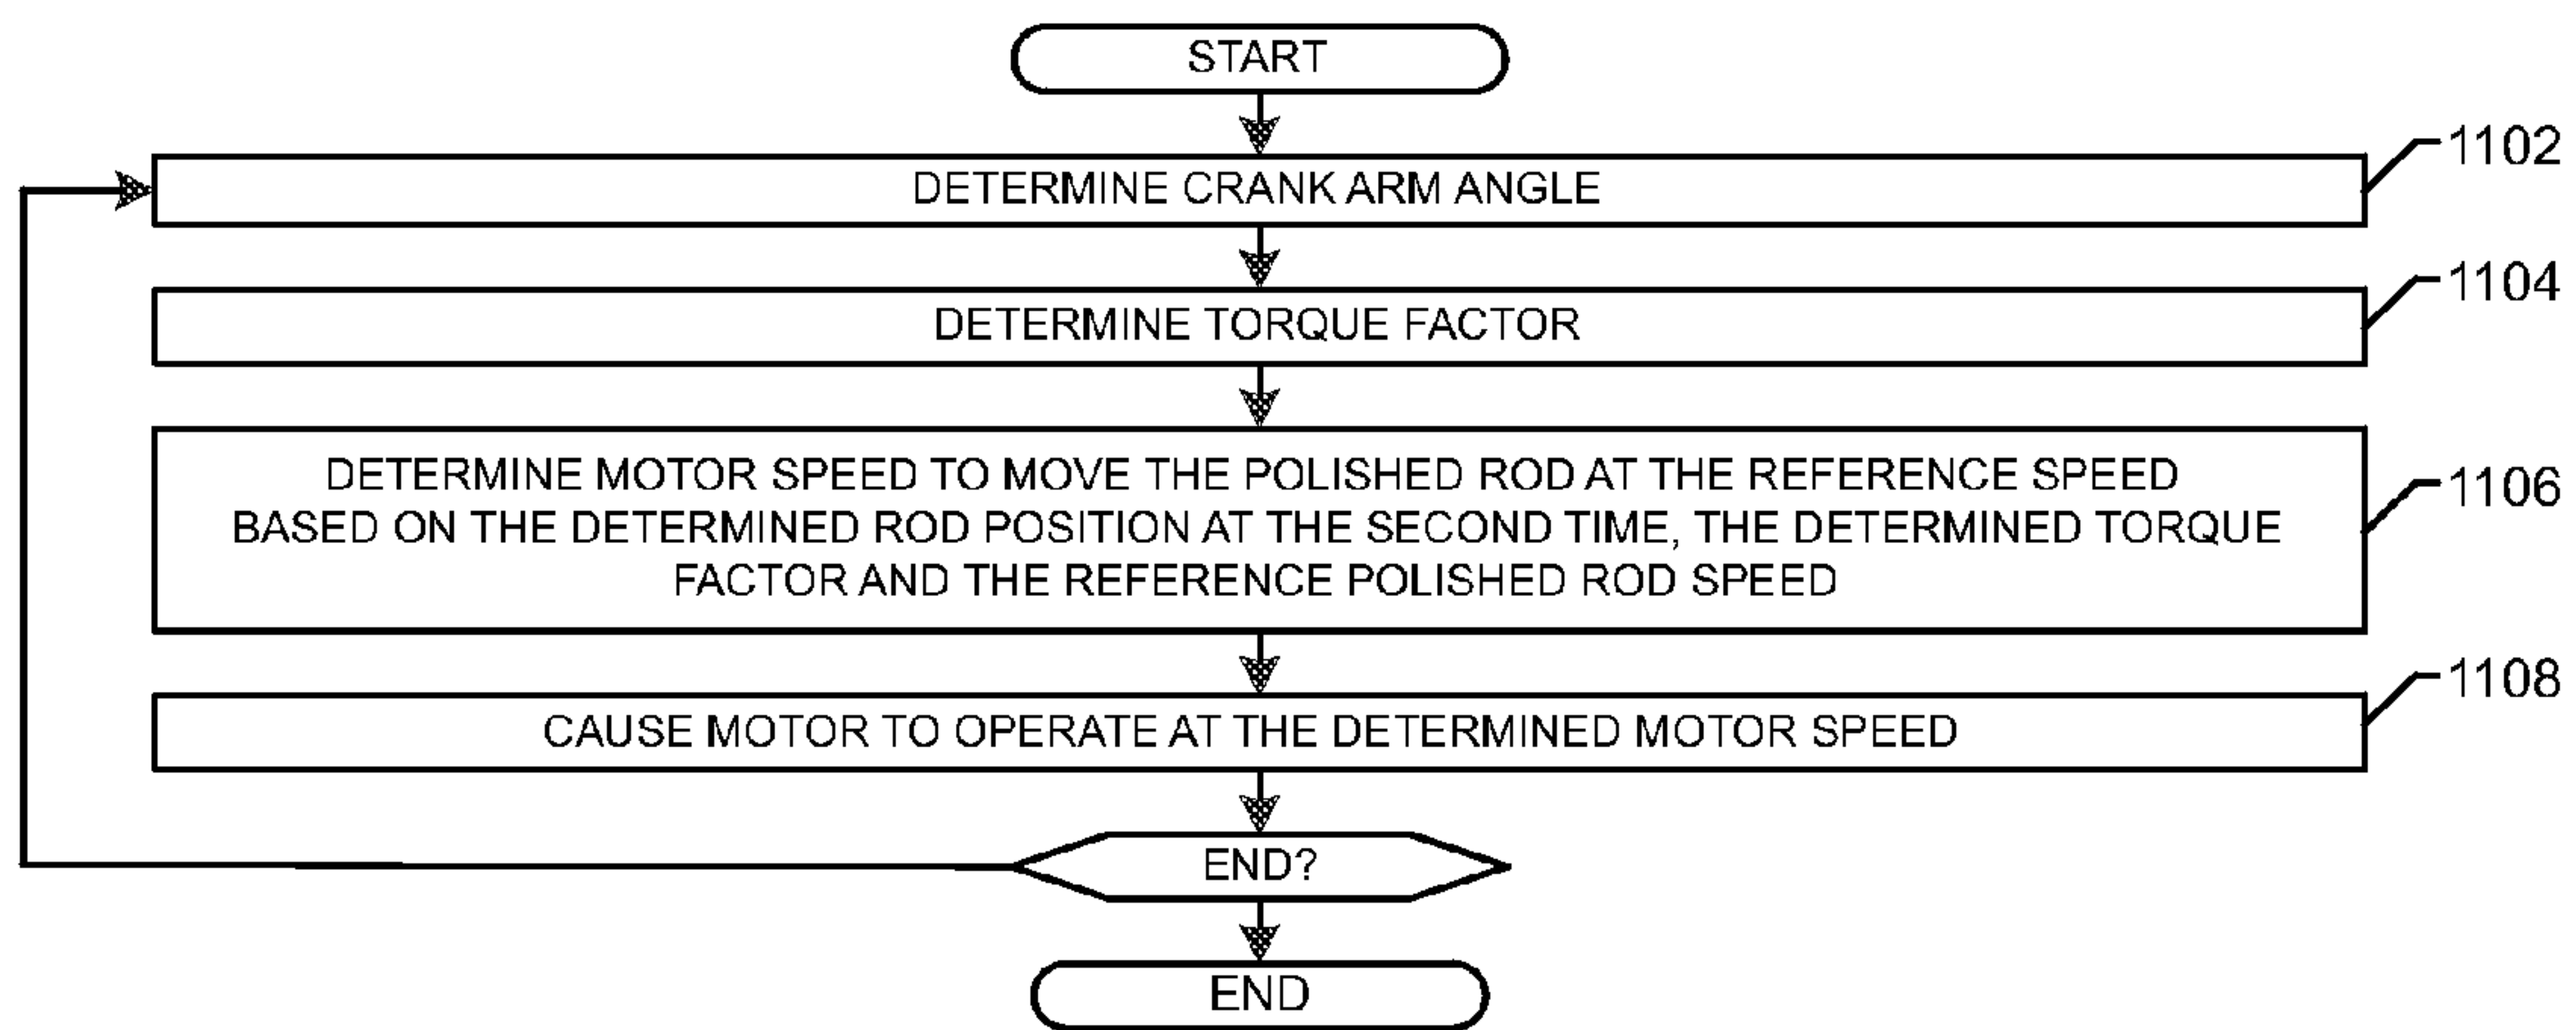 START
DETERMINE CRANK ARM ANGLE
1102
DETERMINE TORQUE FACTOR
1104
DETERMINE MOTOR SPEED TO MOVE THE POLISHED ROD AT THE REFERENCE SPEED
BASED ON THE DETERMINED ROD POSITION AT THE SECOND TIME, THE DETERMINED TORQUE
FACTOR AND THE REFERENCE POLISHED ROD SPEED
1106
CAUSE MOTOR TO OPERATE AT THE DETERMINED MOTOR SPEED
1108
END?
END